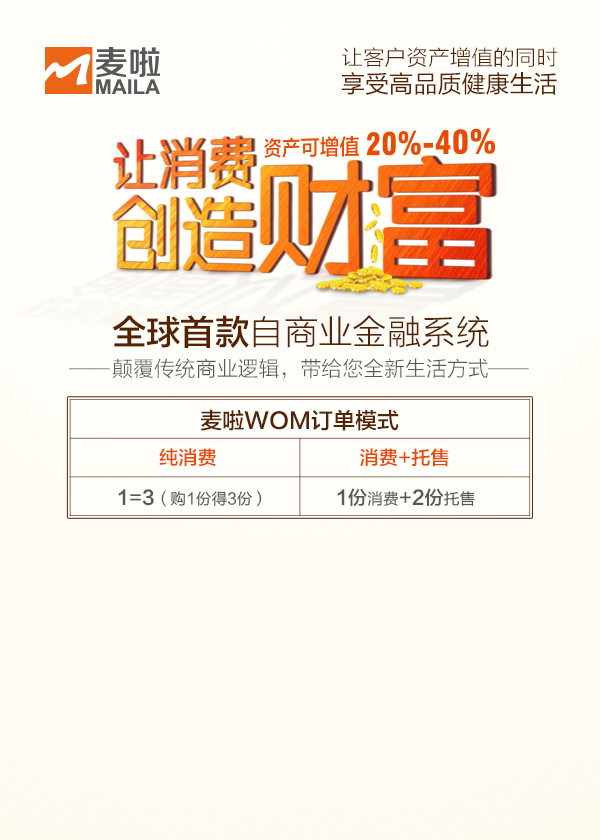 麦啦
MAILA
让客户资产增值的同时
享受高品质健康生活
让消费
资产可增值 20%-40%
创造财富
全球首款自商业金融系统
颠覆传统商业逻辑，带给您全新生活方式
麦啦WOM订单模式
纯消费
消费+托售
1=3（购1份得3份）
1份消费+2份托售